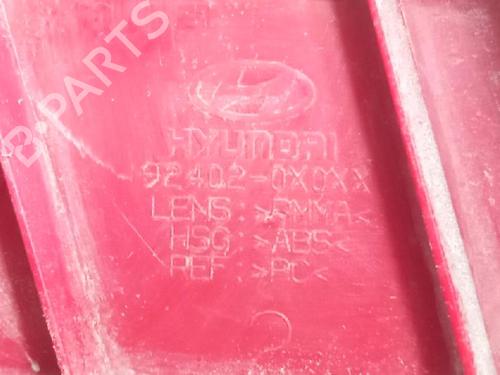 B-PARTS
HYUNDAI
92402-0X0XX
LENS: >PMMA<
HSG: >ABS<
REF: >PC<